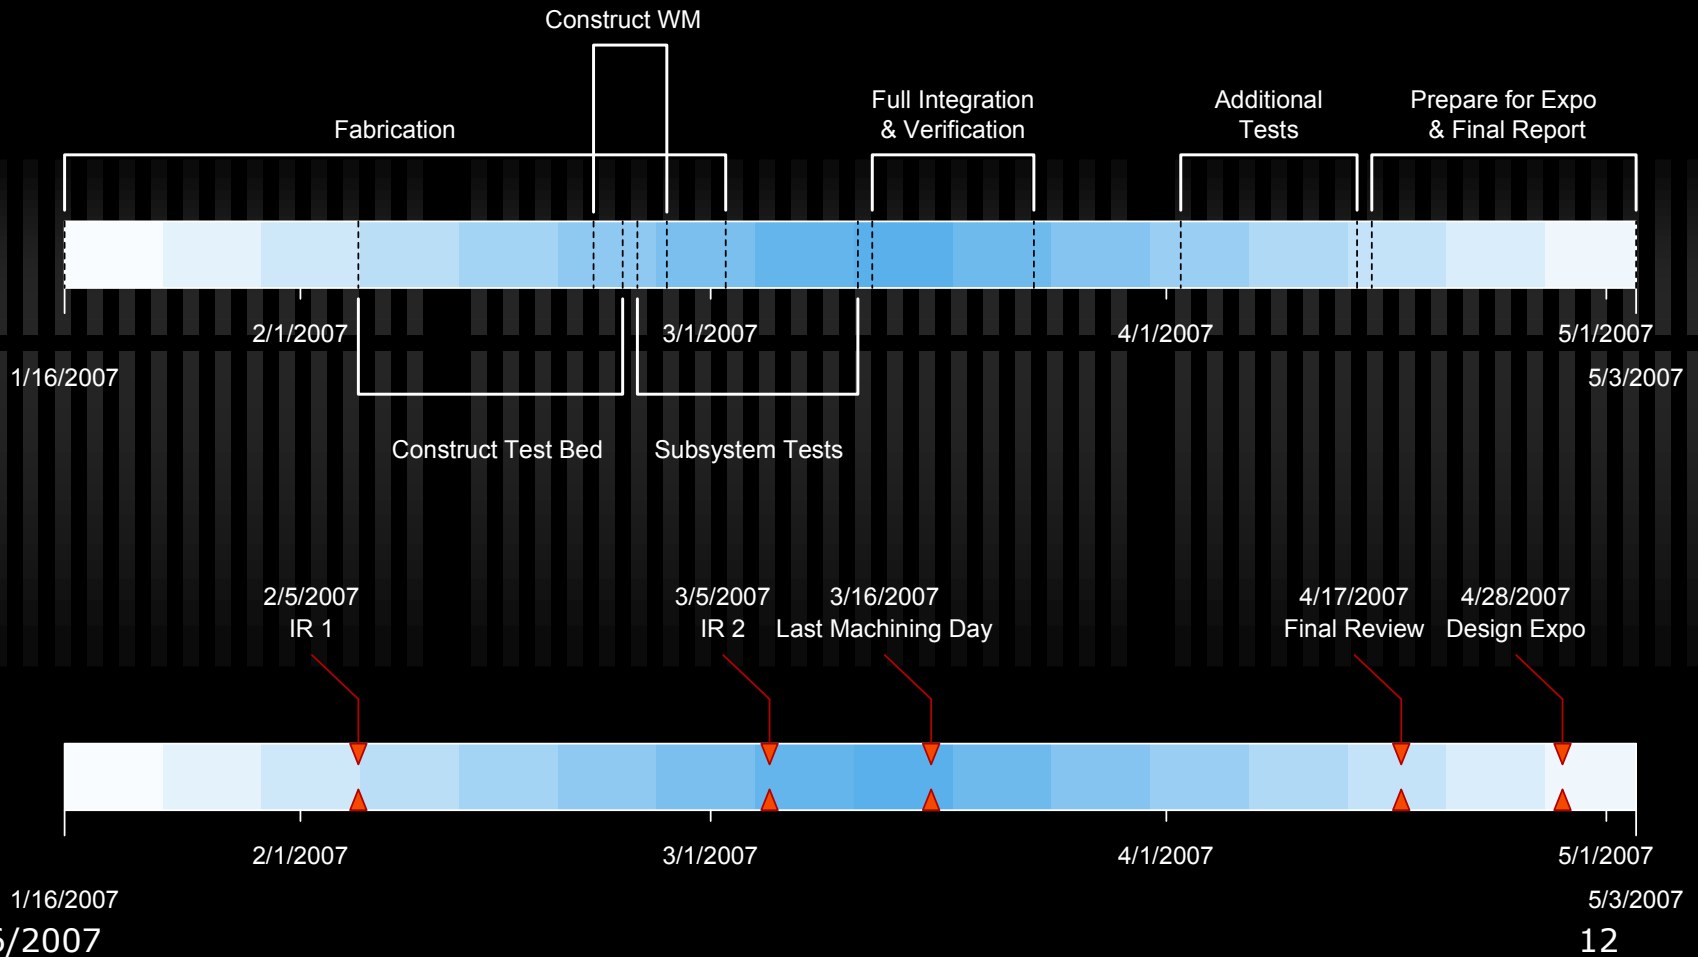 Construct WM
Full Integration
& Verification
Additional
Tests
Prepare for Expo
& Final Report
Fabrication
2/1/2007
3/1/2007
4/1/2007
5/1/2007
1/16/2007
5/3/2007
Construct Test Bed
Subsystem Tests
2/5/2007
IR 1
3/5/2007
IR 2
3/16/2007
Last Machining Day
4/17/2007
Final Review
4/28/2007
Design Expo
2/1/2007
3/1/2007
4/1/2007
5/1/2007
1/16/2007
5/3/2007
/2007
12